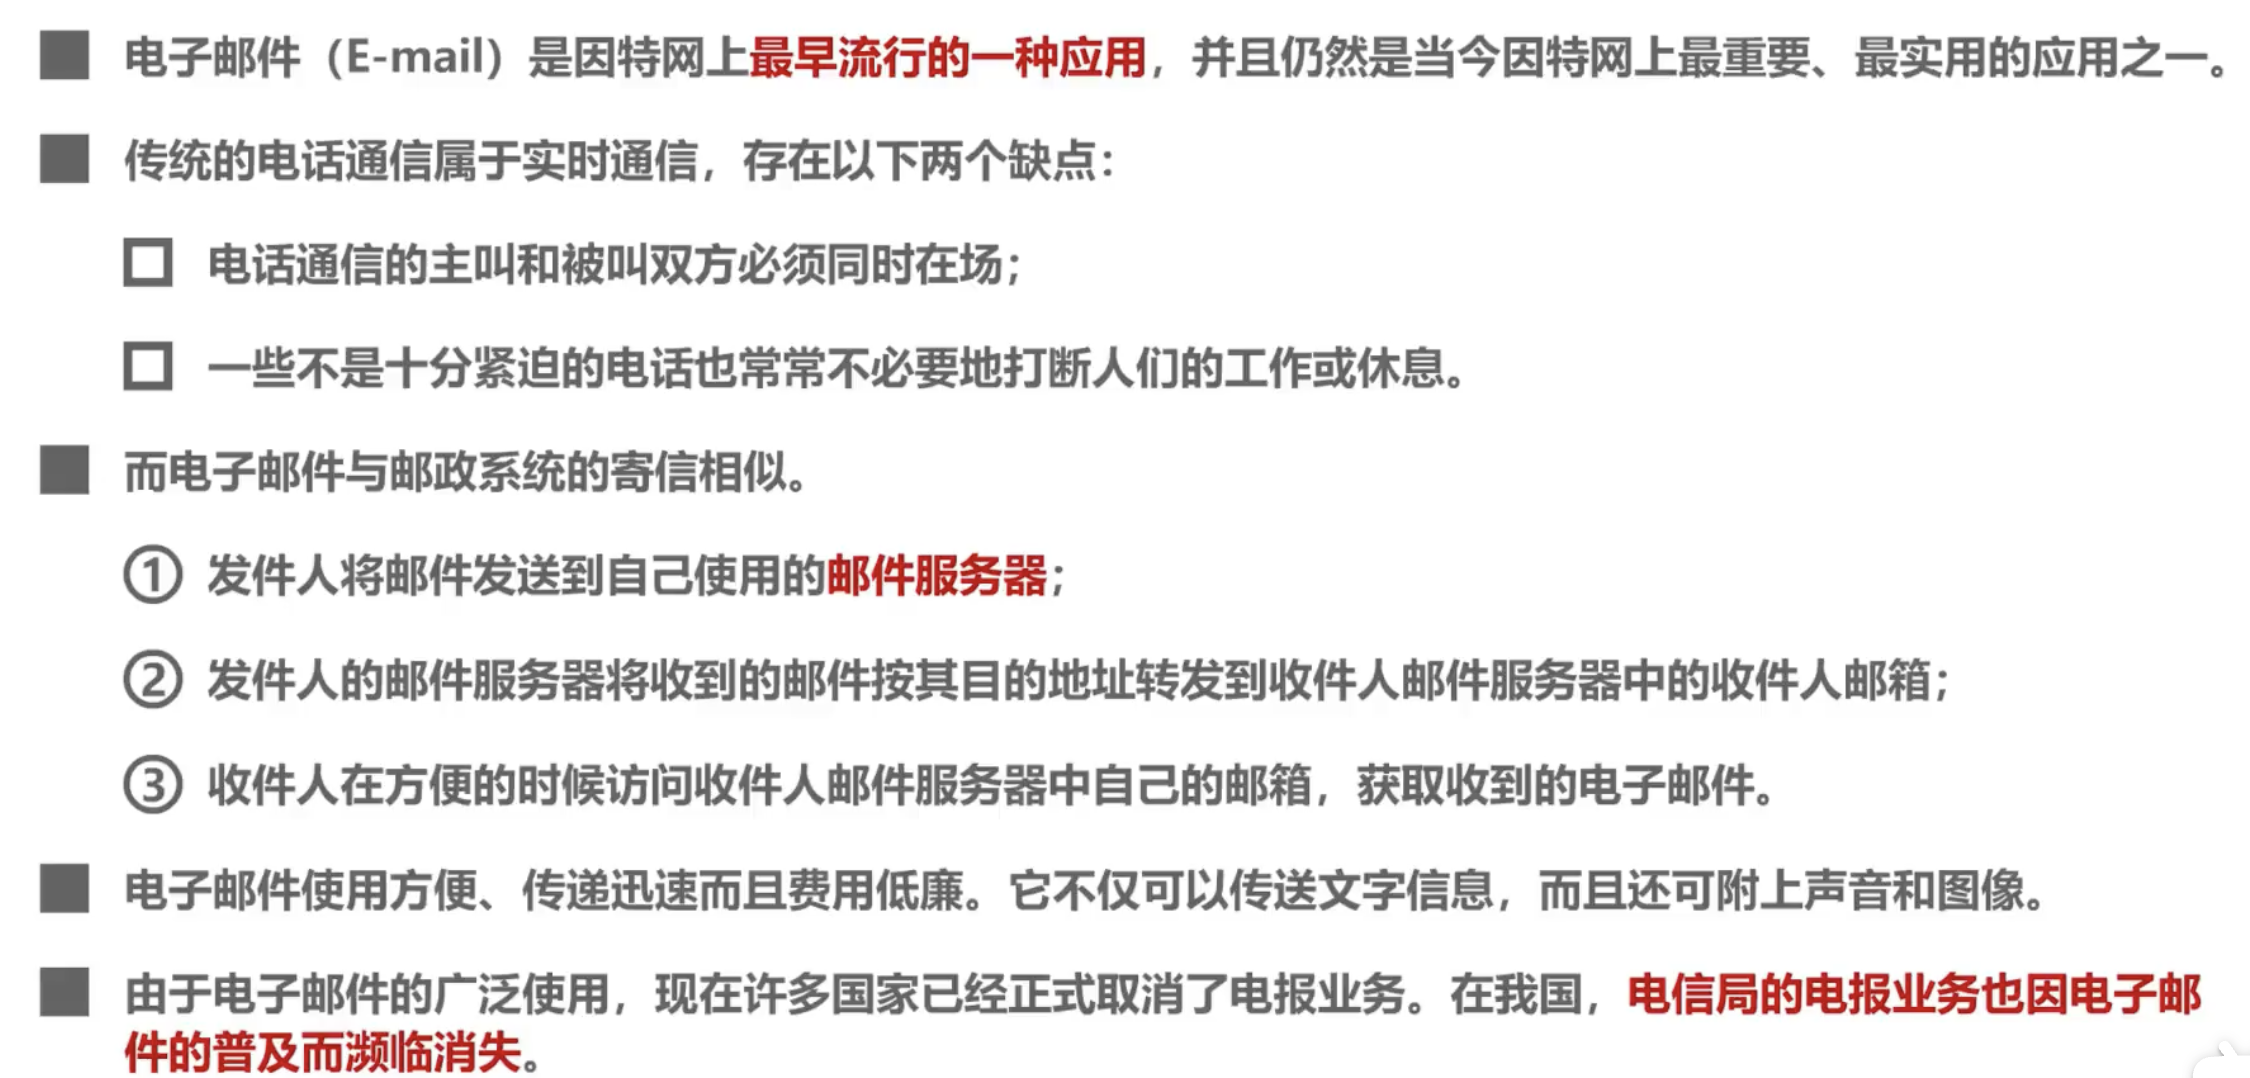 电子邮件（E-mail）是因特网上最早流行的一种应用，并且仍然是当今因特网上最重要、最实用的应用之一。
传统的电话通信属于实时通信，存在以下两个缺点：
电话通信的主叫和被叫双方必须同时在场；
一些不是十分紧迫的电话也常常不必要地打断人们的工作或休息。
而电子邮件与邮政系统的寄信相似。
① 发件人将邮件发送到自己使用的邮件服务器；
② 发件人的邮件服务器将收到的邮件按其目的地址转发到收件人邮件服务器中的收件人邮箱；
③ 收件人在方便的时候访问收件人邮件服务器中自己的邮箱，获取收到的电子邮件。
电子邮件使用方便、传递迅速而且费用低廉。它不仅可以传送文字信息，而且还可附上声音和图像。
由于电子邮件的广泛使用，现在许多国家已经正式取消了电报业务。在我国，电信局的电报业务也因电子邮
件的普及而濒临消失。